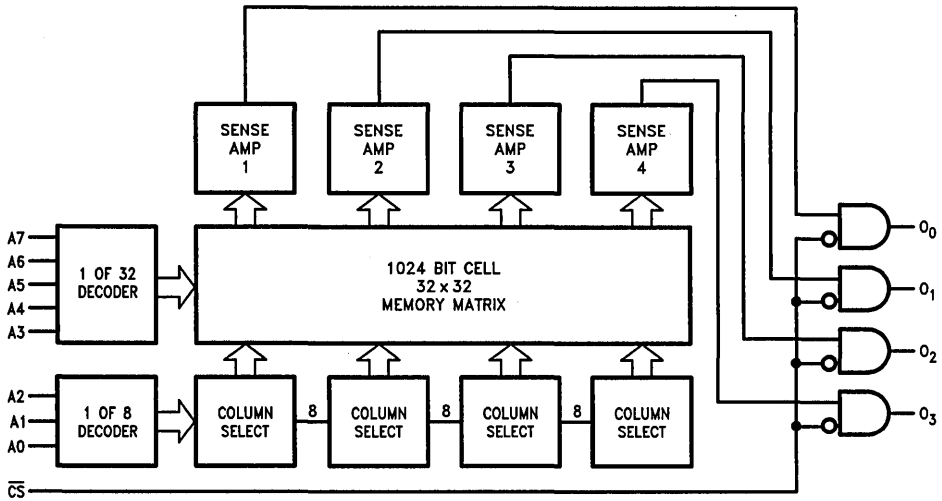 SENSE
AMP
1
SENSE
AMP
2
SENSE
AMP
3
SENSE
AMP
4
A7
A6
A5
A4
A3
1 OF 32
DECODER
1024 BIT CELL
32 x 32
MEMORY MATRIX
O0
O1
O2
O3
A2
A1
A0
1 OF 8
DECODER
COLUMN
SELECT
8
COLUMN
SELECT
8
COLUMN
SELECT
8
COLUMN
SELECT
C̅S̅